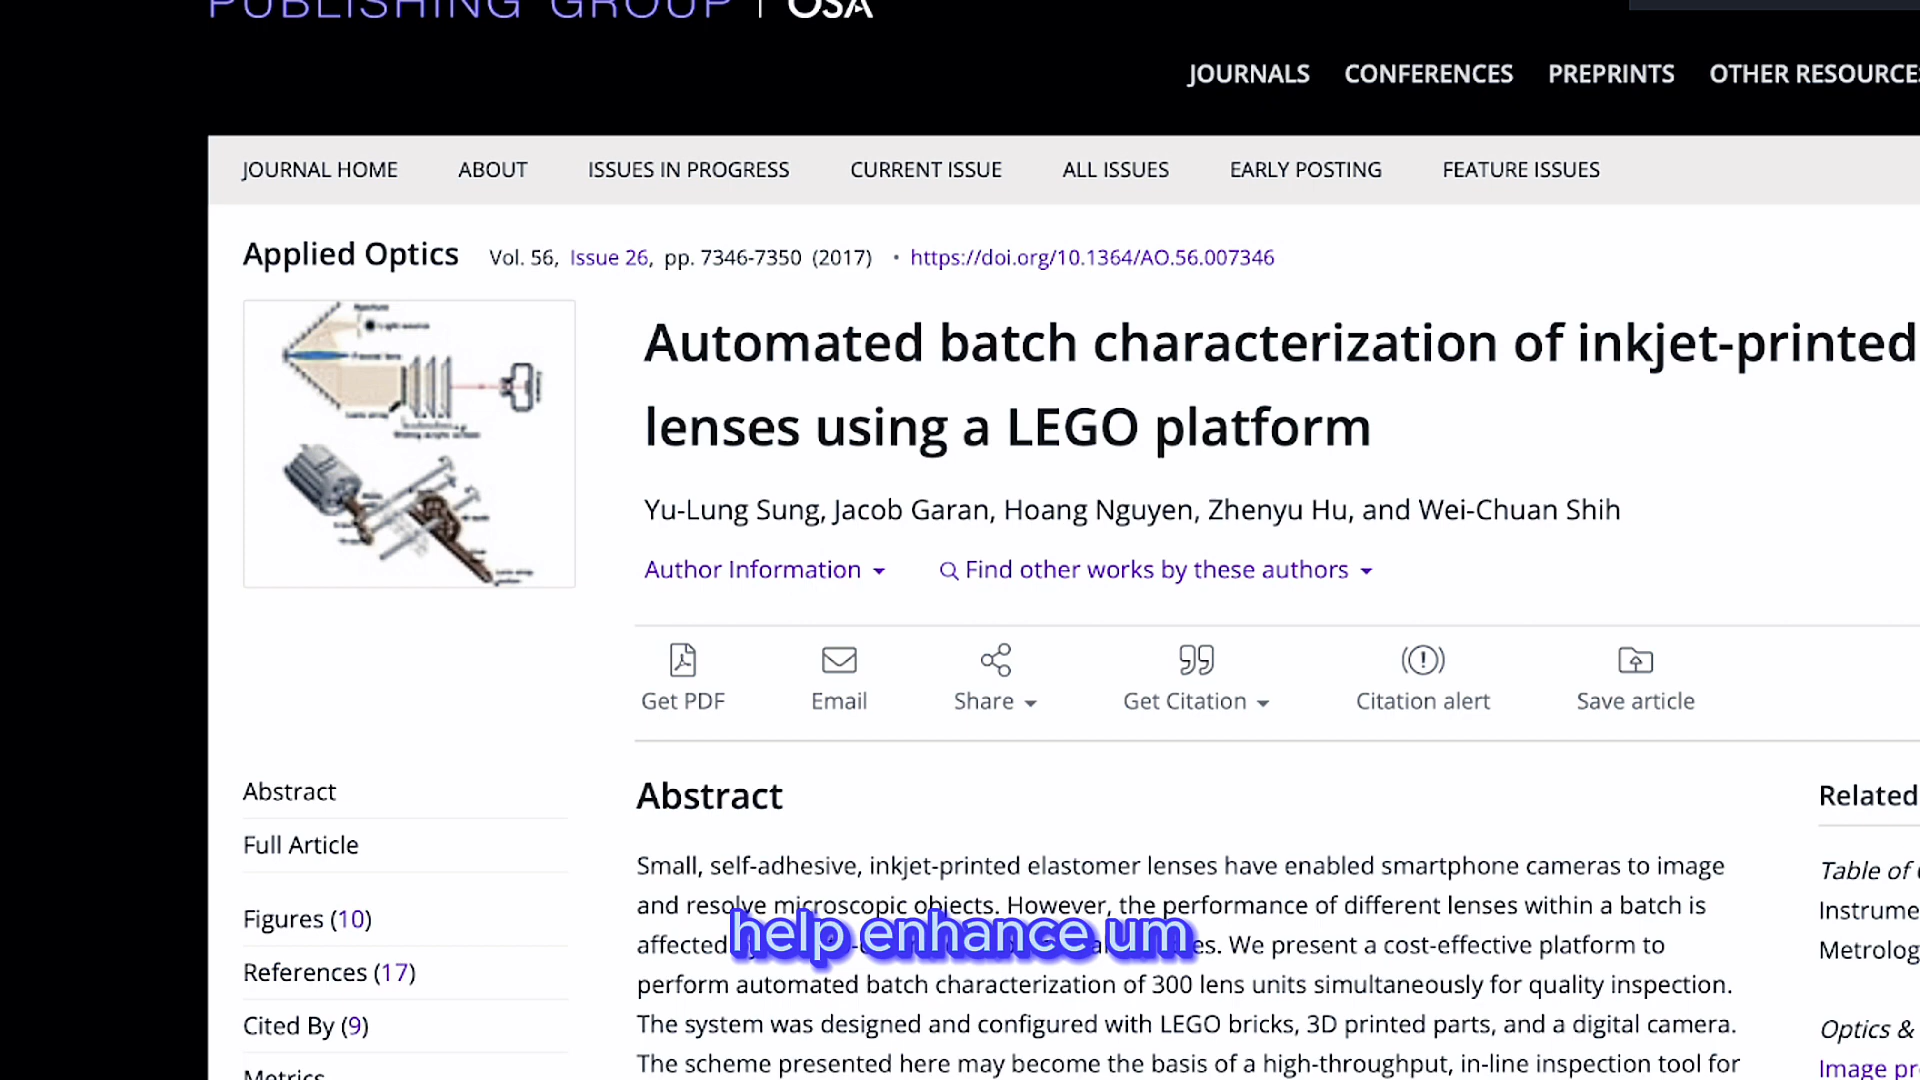 PUBLISHING GROUP | OSA
JOURNALS CONFERENCES PREPRINTS OTHER RESOURCES
JOURNAL HOME ABOUT ISSUES IN PROGRESS CURRENT ISSUE ALL ISSUES EARLY POSTING FEATURE ISSUES
Applied Optics Vol. 56, Issue 26, pp. 7346-7350 (2017) • https://doi.org/10.1364/AO.56.007346
Automated batch characterization of inkjet-printed
lenses using a LEGO platform
Yu-Lung Sung, Jacob Garan, Hoang Nguyen, Zhenyu Hu, and Wei-Chuan Shih
Author Information Find other works by these authors
Get PDF Email Share Get Citation Citation alert Save article
Abstract
Full Article
Figures (10)
References (17)
Cited By (9)
Metrics
Abstract
Small, self-adhesive, inkjet-printed elastomer lenses have enabled smartphone cameras to image
and resolve microscopic objects. However, the performance of different lenses within a batch is
affected We present a cost-effective platform to
perform automated batch characterization of 300 lens units simultaneously for quality inspection.
The system was designed and configured with LEGO bricks, 3D printed parts, and a digital camera.
The scheme presented here may become the basis of a high-throughput, in-line inspection tool for
help enhance um
Related
Table of
Instrume
Metrolog
Optics &
Image pr